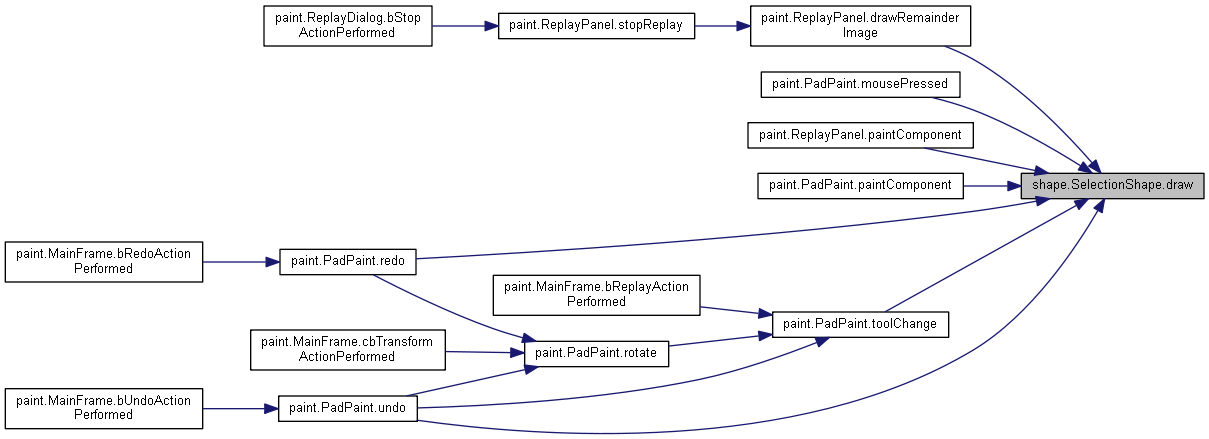 paint.ReplayDialog.bStop
ActionPerformed
paint.ReplayPanel.stopReplay
paint.ReplayPanel.drawRemainder
Image
paint.PadPaint.mousePressed
paint.ReplayPanel.paintComponent
paint.PadPaint.paintComponent
shape.SelectionShape.draw
paint.MainFrame.bRedoAction
Performed
paint.PadPaint.redo
paint.MainFrame.bReplayAction
Performed
paint.PadPaint.toolChange
paint.MainFrame.cbTransform
ActionPerformed
paint.PadPaint.rotate
paint.MainFrame.bUndoAction
Performed
paint.PadPaint.undo